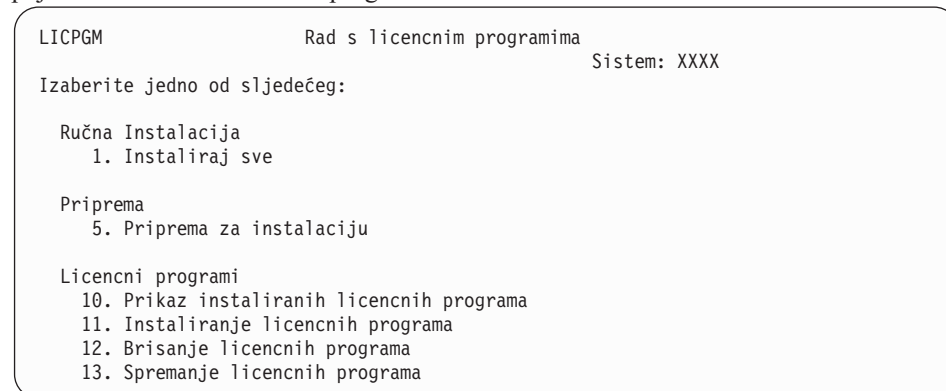 LICPGM Rad s licencnim programima
Sistem: XXXX
Izaberite jedno od sljedećeg:
Ručna Instalacija
1. Instaliraj sve
Priprema
5. Priprema za instalaciju
Licencni programi
10. Prikaz instaliranih licencnih programa
11. Instaliranje licencnih programa
12. Brisanje licencnih programa
13. Spremanje licencnih programa